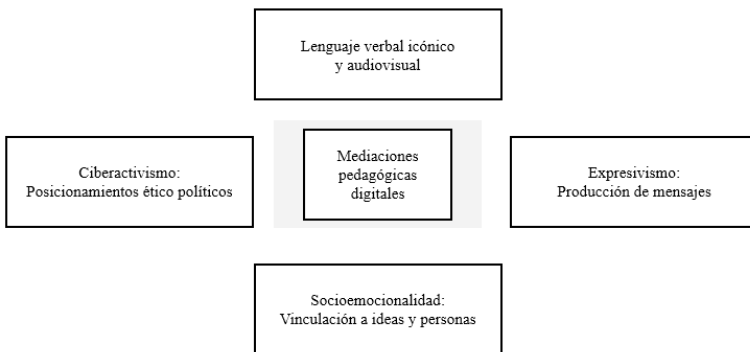 Lenguaje verbal icónico
y audiovisual
Ciberactivismo:
Posicionamientos ético políticos
Mediaciones
pedagógicas
digitales
Expresivismo:
Producción de mensajes
Socioemocionalidad:
Vinculación a ideas y personas